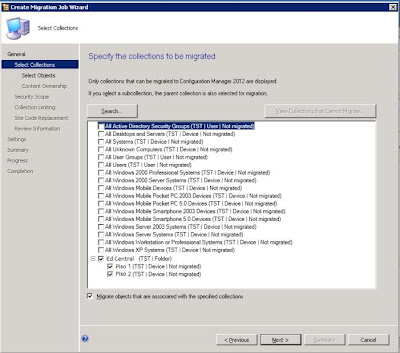 Create Migration Job Wizard
Select Collections
General
Select Collections
Select Objects
Content Ownership
Security Scope
Collection Limiting
Site Code Replacement
Review Information
Settings
Summary
Progress
Completion
Specify the collections to be migrated
Only collections that can be migrated to Configuration Manager 2012 are displayed.
If you select a subcollection, the parent collection is also selected for migration.
Search...
View Collections that Cannot Migrate...
All Active Directory Security Groups (TST | User | Not migrated)
All Desktops and Servers (TST | Device | Not migrated)
All Systems (TST | Device | Not migrated)
All Unknown Computers (TST | Device | Not migrated)
All User Groups (TST | User | Not migrated)
All Users (TST | User | Not migrated)
All Windows 2000 Professional Systems (TST | Device | Not migrated)
All Windows 2000 Server Systems (TST | Device | Not migrated)
All Windows Mobile Devices (TST | Device | Not migrated)
All Windows Mobile Pocket PC 2003 Devices (TST | Device | Not migrated)
All Windows Mobile Pocket PC 5.0 Devices (TST | Device | Not migrated)
All Windows Mobile Smartphone 2003 Devices (TST | Device | Not migrated)
All Windows Mobile Smartphone 5.0 Devices (TST | Device | Not migrated)
All Windows Server 2003 Systems (TST | Device | Not migrated)
All Windows Server Systems (TST | Device | Not migrated)
All Windows Workstation or Professional Systems (TST | Device | Not migrated)
All Windows XP Systems (TST | Device | Not migrated)
Ed Central (TST | Folder)
Piso 1 (TST | Device | Not migrated)
Piso 2 (TST | Device | Not migrated)
Migrate objects that are associated with the specified collections
< Previous
Next >
Summary
Cancel